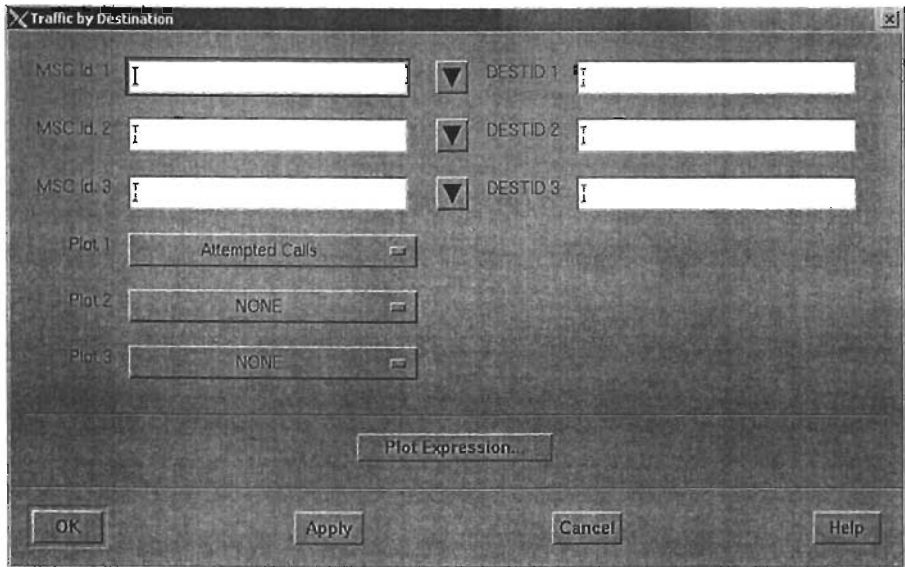 Traffic by Destination
MSC Id. 1 DESTID 1
MSC Id. 2 DESTID 2
MSC Id. 3 DESTID 3
Plot 1 Attempted Calls
Plot 2 NONE
Plot 3 NONE
Plot Expression...
OK Apply Cancel Help